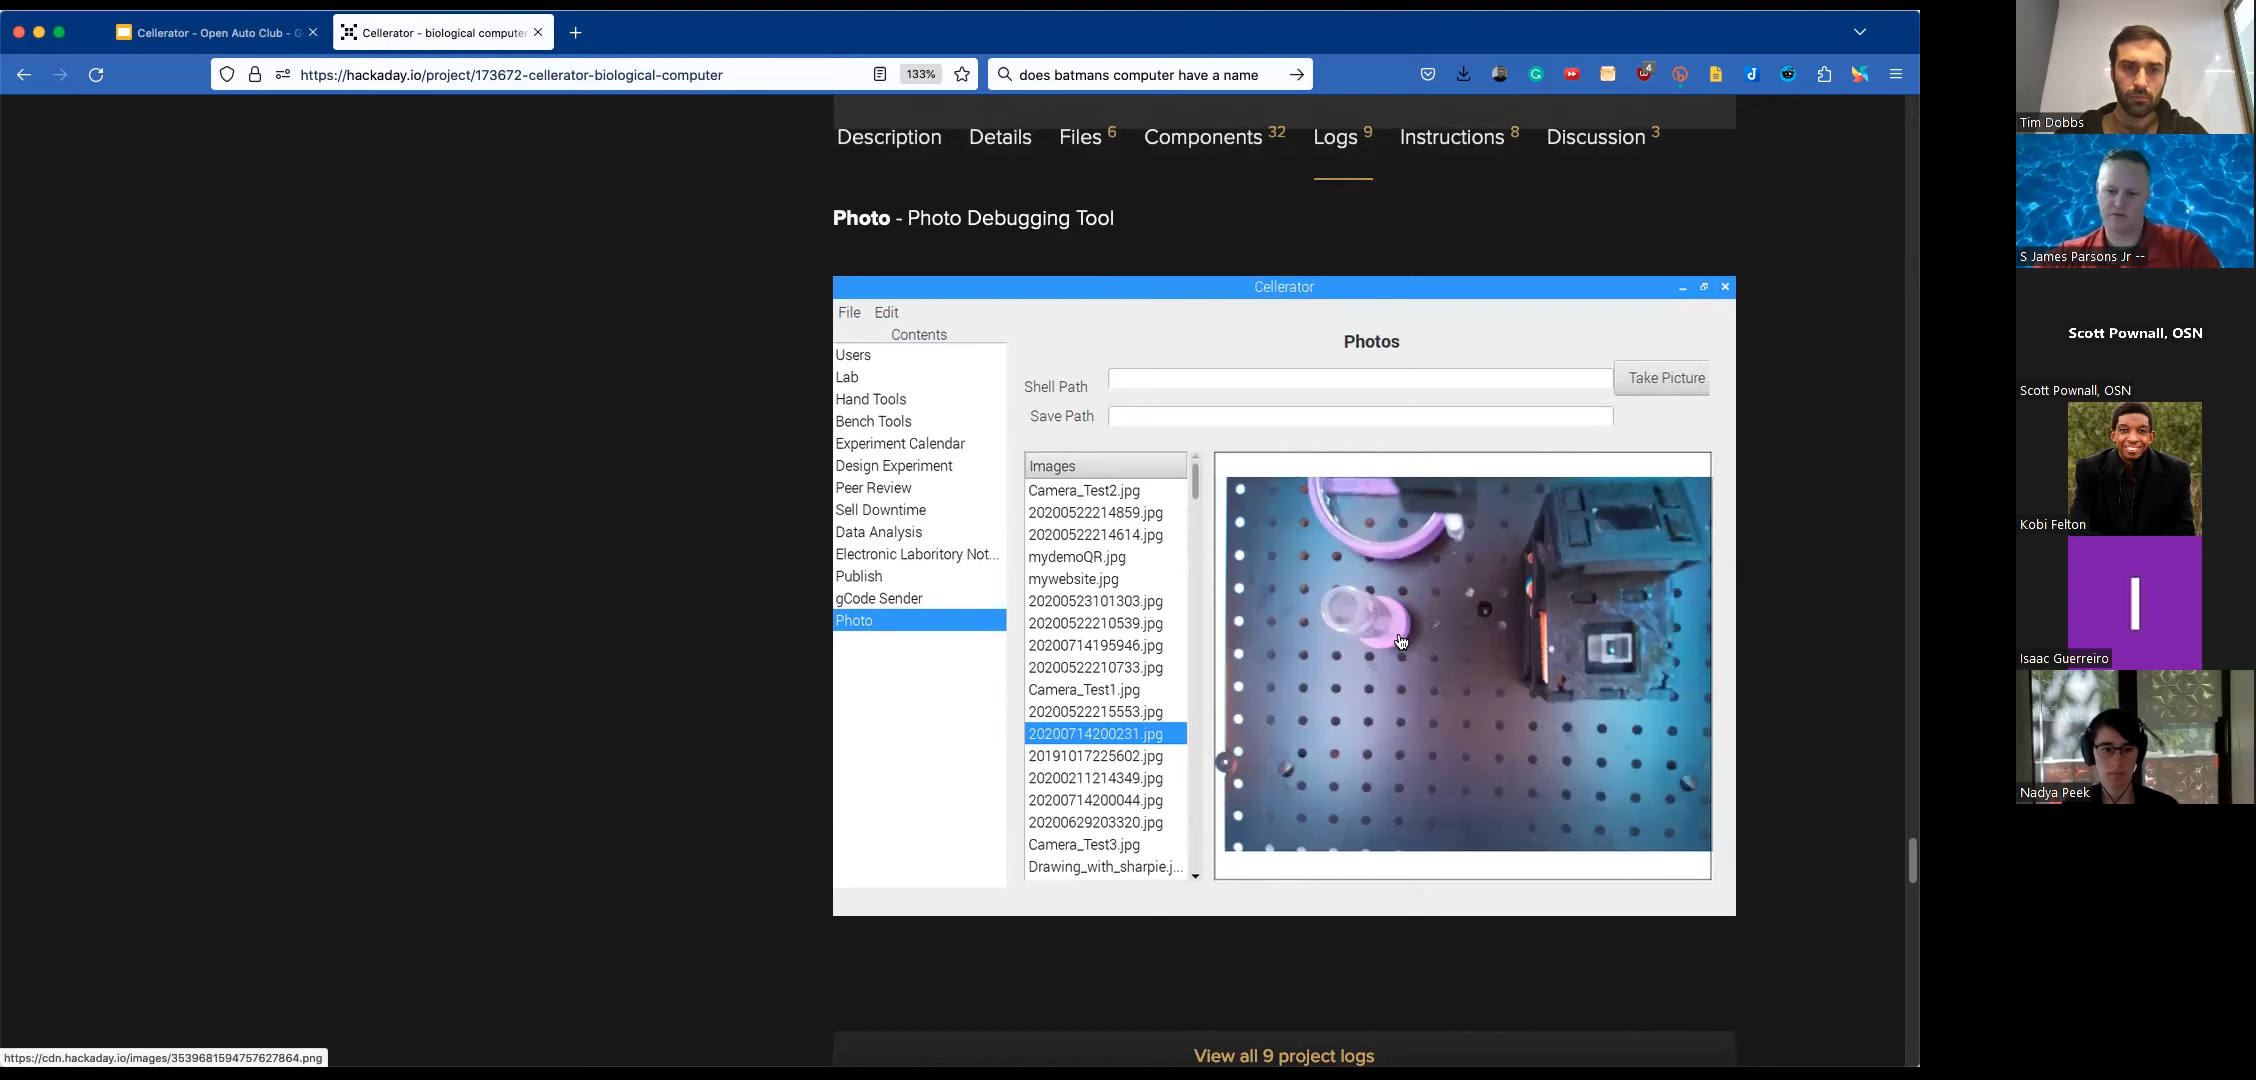 Cellerator - Open Auto Club - G
Cellerator - biological computer
https://hackaday.io/project/173672-cellerator-biological-computer
133%
does batmans computer have a name
4
Description
Details
Files 6
Components 32
Logs 9
Instructions 8
Discussion 3
Photo - Photo Debugging Tool
Cellerator
File Edit
Contents
Users
Lab
Hand Tools
Bench Tools
Experiment Calendar
Design Experiment
Peer Review
Sell Downtime
Data Analysis
Electronic Laboritory Not...
Publish
gCode Sender
Photo
Photos
Shell Path
Take Picture
Save Path
Images
Camera_Test2.jpg
20200522214859.jpg
20200522214614.jpg
mydemoQR.jpg
mywebsite.jpg
20200523101303.jpg
20200522210539.jpg
20200714195946.jpg
20200522210733.jpg
Camera_Test1.jpg
20200522215553.jpg
20200714200231.jpg
20191017225602.jpg
20200211214349.jpg
20200714200044.jpg
20200629203320.jpg
Camera_Test3.jpg
Drawing_with_sharpie.j...
View all 9 project logs
https://cdn.hackaday.io/images/3539681594757627864.png
Tim Dobbs
S James Parsons Jr --
Scott Pownall, OSN
Scott Pownall, OSN
Kobi Felton
I
Isaac Guerreiro
Nadya Peek